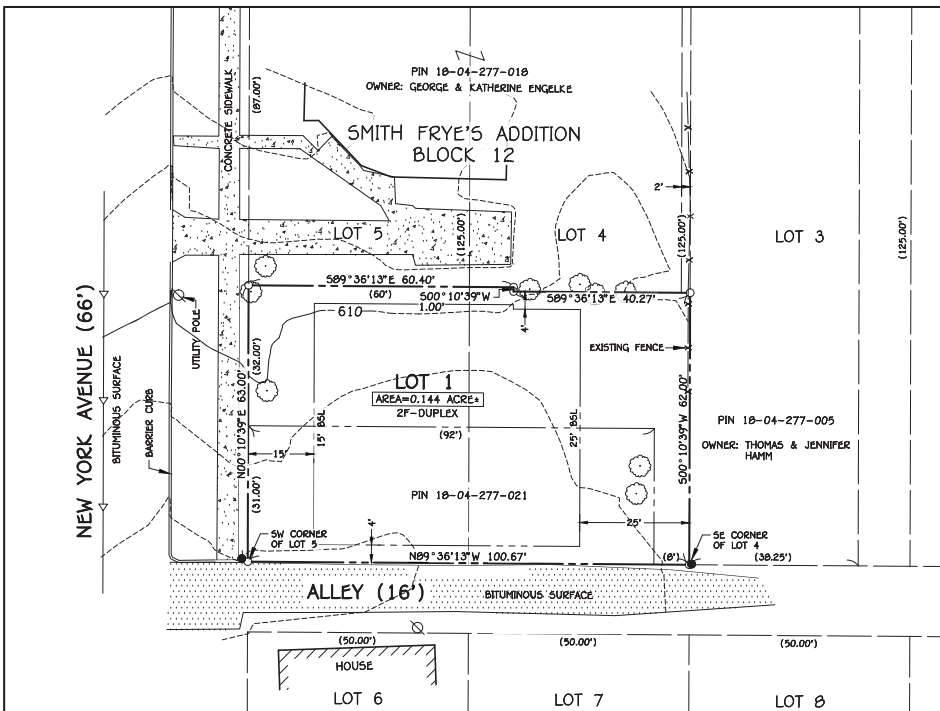 Z
PIN 18-04-277-018
OWNER: GEORGE & KATHERINE ENGELKE
(87.00')
CONCRETE SIDEWALK
SMITH FRYE'S ADDITION
BLOCK 12
2'
(125.00')
(125.00')
(125.00')
LOT 5
LOT 4
LOT 3
S89°36'13"E 60.40'
(60')
S00°10'39"W
1.00'
S89°36'13"E 40.27'
610
4'
UTILITY POLE
NEW YORK AVENUE (66')
BITUMINOUS SURFACE
BARRIER CURB
N00°10'39"E 63.00'
(32.00')
(31.00')
EXISTING FENCE
LOT 1
AREA=0.144 ACRE±
2F-DUPLEX
(92')
15' BSL
25' BSL
15'
S00°10'39"W 62.00'
PIN 18-04-277-005
OWNER: THOMAS & JENNIFER
HAMM
PIN 18-04-277-021
25'
4'
SW CORNER
OF LOT 5
SE CORNER
OF LOT 4
N89°36'13"W 100.67'
(8')
(38.25')
ALLEY (16')
BITUMINOUS SURFACE
(50.00')
(50.00')
(50.00')
HOUSE
LOT 6
LOT 7
LOT 8